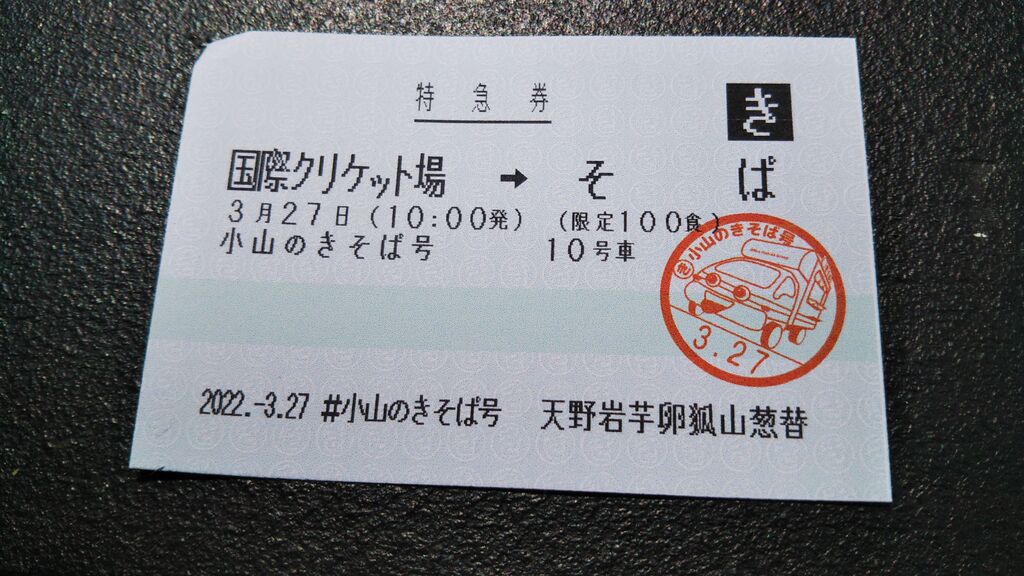 特急券
き
国際クリケット場 → そば
3月27日(10:00発) (限定100食)
小山のきそば号 10号車
き 小山のきそば号
3.27
2022.-3.27 #小山のきそば号 天野岩芋卵狐山葱替